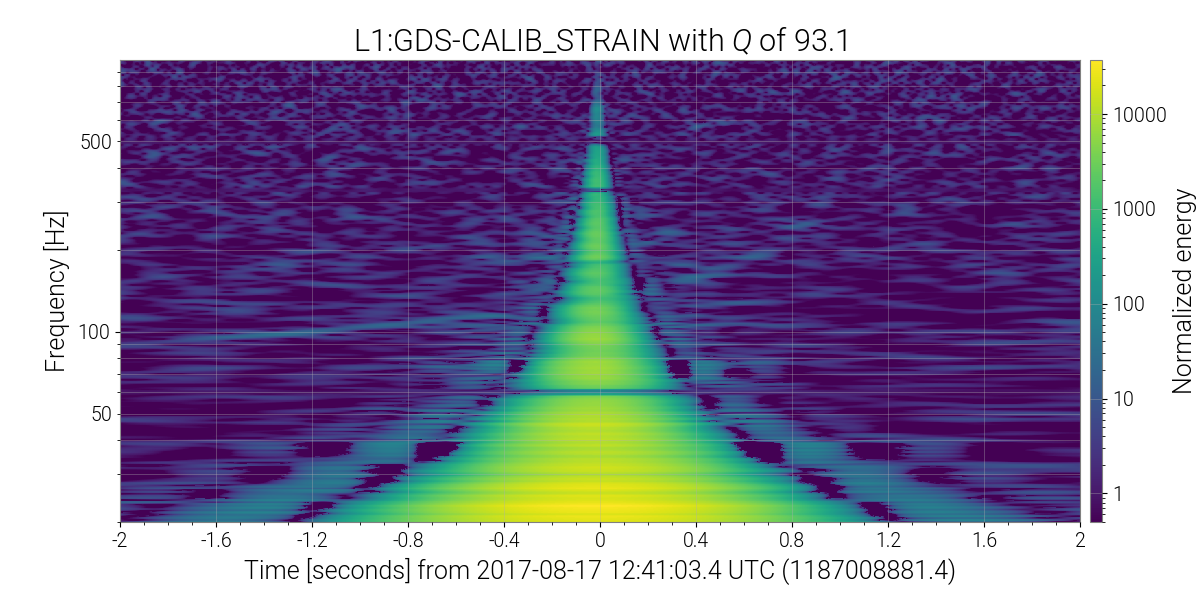 L1:GDS-CALIB_STRAIN with Q of 93.1
Frequency [Hz]
500
100
50
-2 -1.6 -1.2 -0.8 -0.4 0 0.4 0.8 1.2 1.6 2
Time [seconds] from 2017-08-17 12:41:03.4 UTC (1187008881.4)
10000
1000
100
10
1
Normalized energy